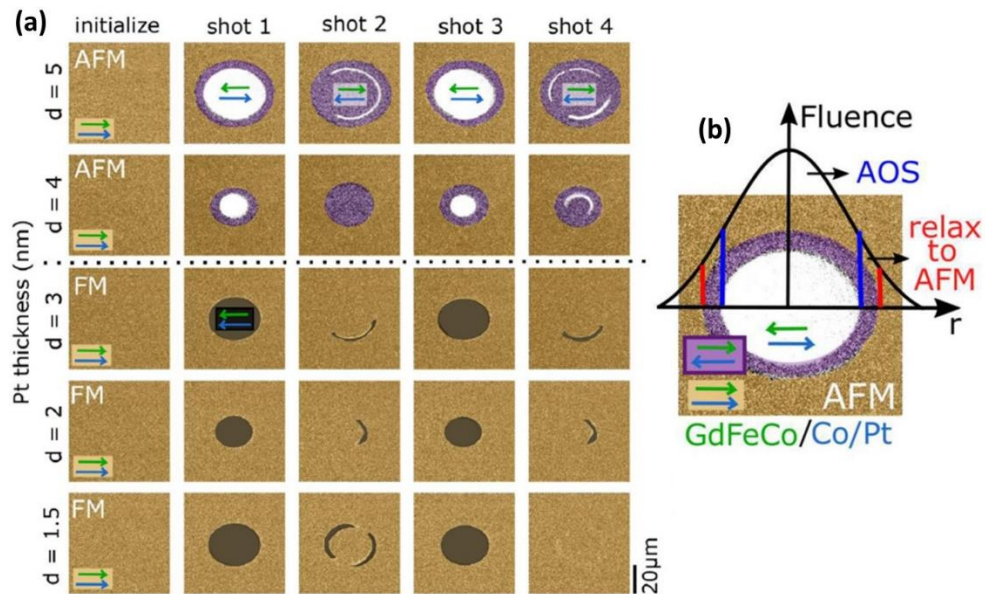 (a)
initialize shot 1 shot 2 shot 3 shot 4
Pt thickness (nm)
d = 5
AFM
d = 4
AFM
d = 3
FM
d = 2
FM
d = 1.5
FM
20μm
(b)
Fluence
AOS
relax
to
AFM
r
AFM
GdFeCo/Co/Pt